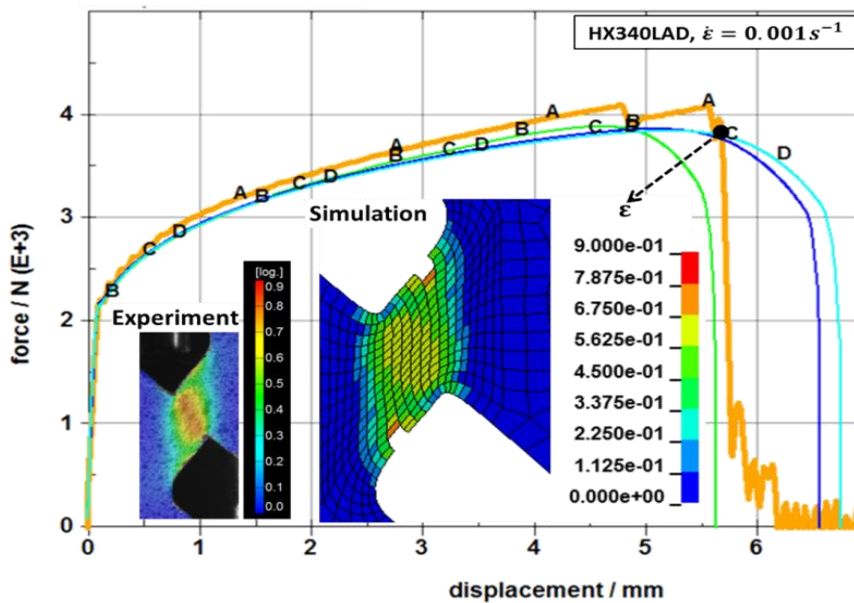 HX340LAD, ε̇ = 0.001s⁻¹
force / N (E+3)
4
3
2
1
0
A
A
A
A
B
B
B
B
B
C
C
C
C
C
D
D
D
D
D
ε
Simulation
Experiment
[log.]
0.9
0.8
0.7
0.6
0.5
0.4
0.3
0.2
0.1
0.0
9.000e-01
7.875e-01
6.750e-01
5.625e-01
4.500e-01
3.375e-01
2.250e-01
1.125e-01
0.000e+00
0 1 2 3 4 5 6
displacement / mm